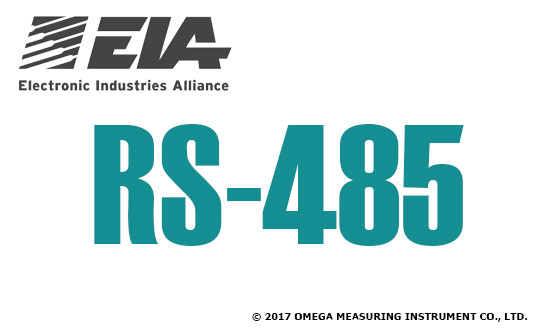 EIA
Electronic Industries Alliance
RS-485
© 2017 OMEGA MEASURING INSTRUMENT CO., LTD.